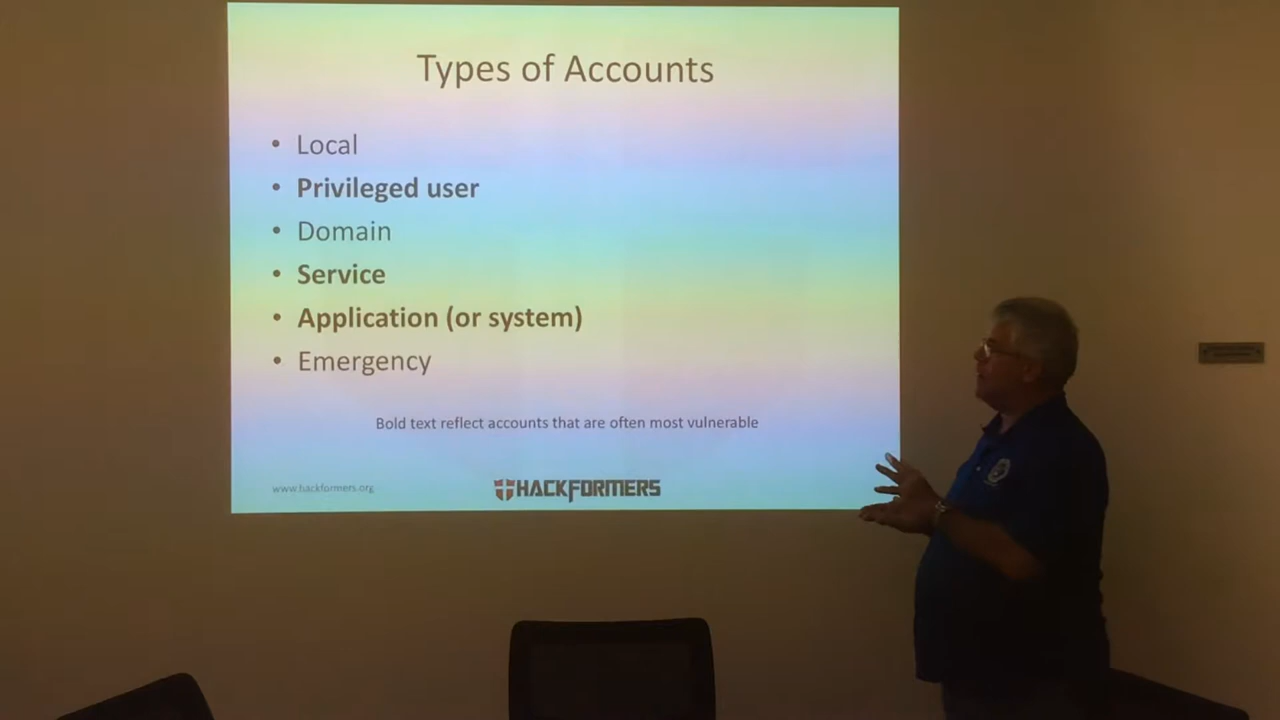 Types of Accounts
• Local
• Privileged user
• Domain
• Service
• Application (or system)
• Emergency
Bold text reflect accounts that are often most vulnerable
www.hackformers.org
HACKFORMERS